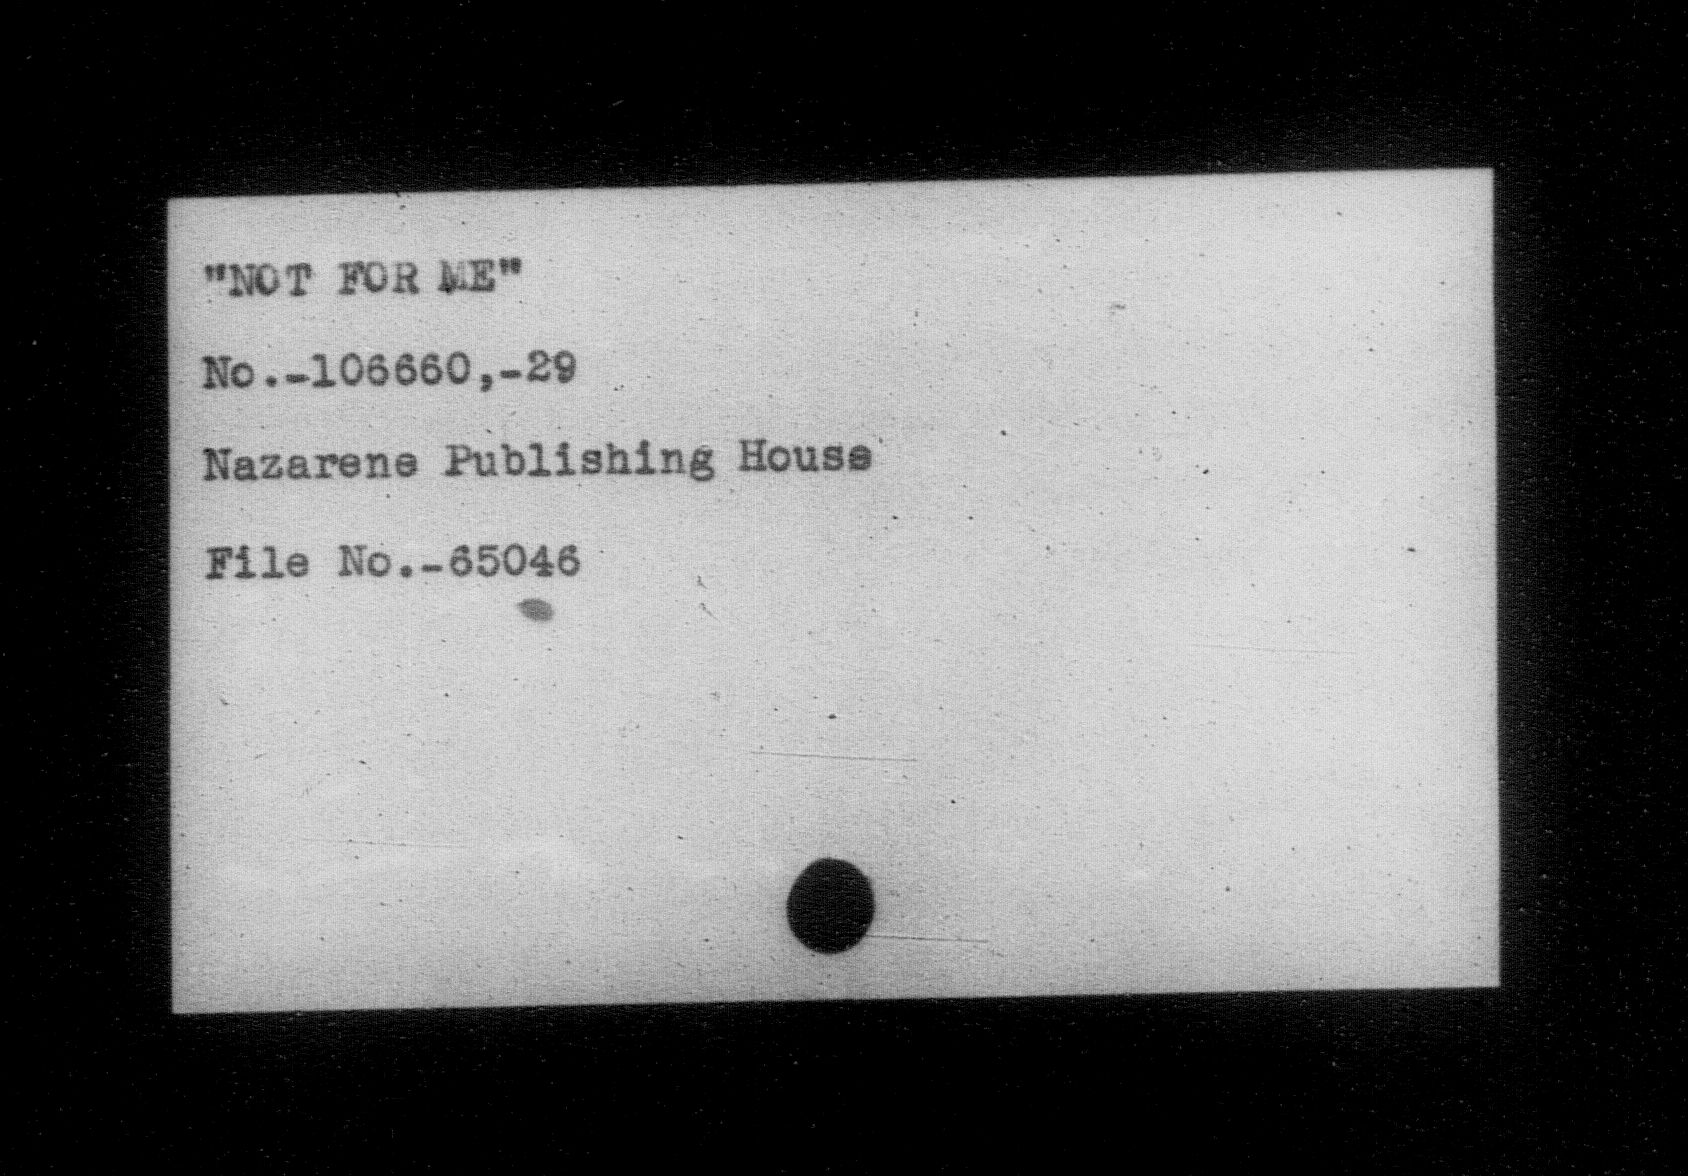 "NOT FOR ME"
No.-106660,-29
Nazarene Publishing House
File No.-65046